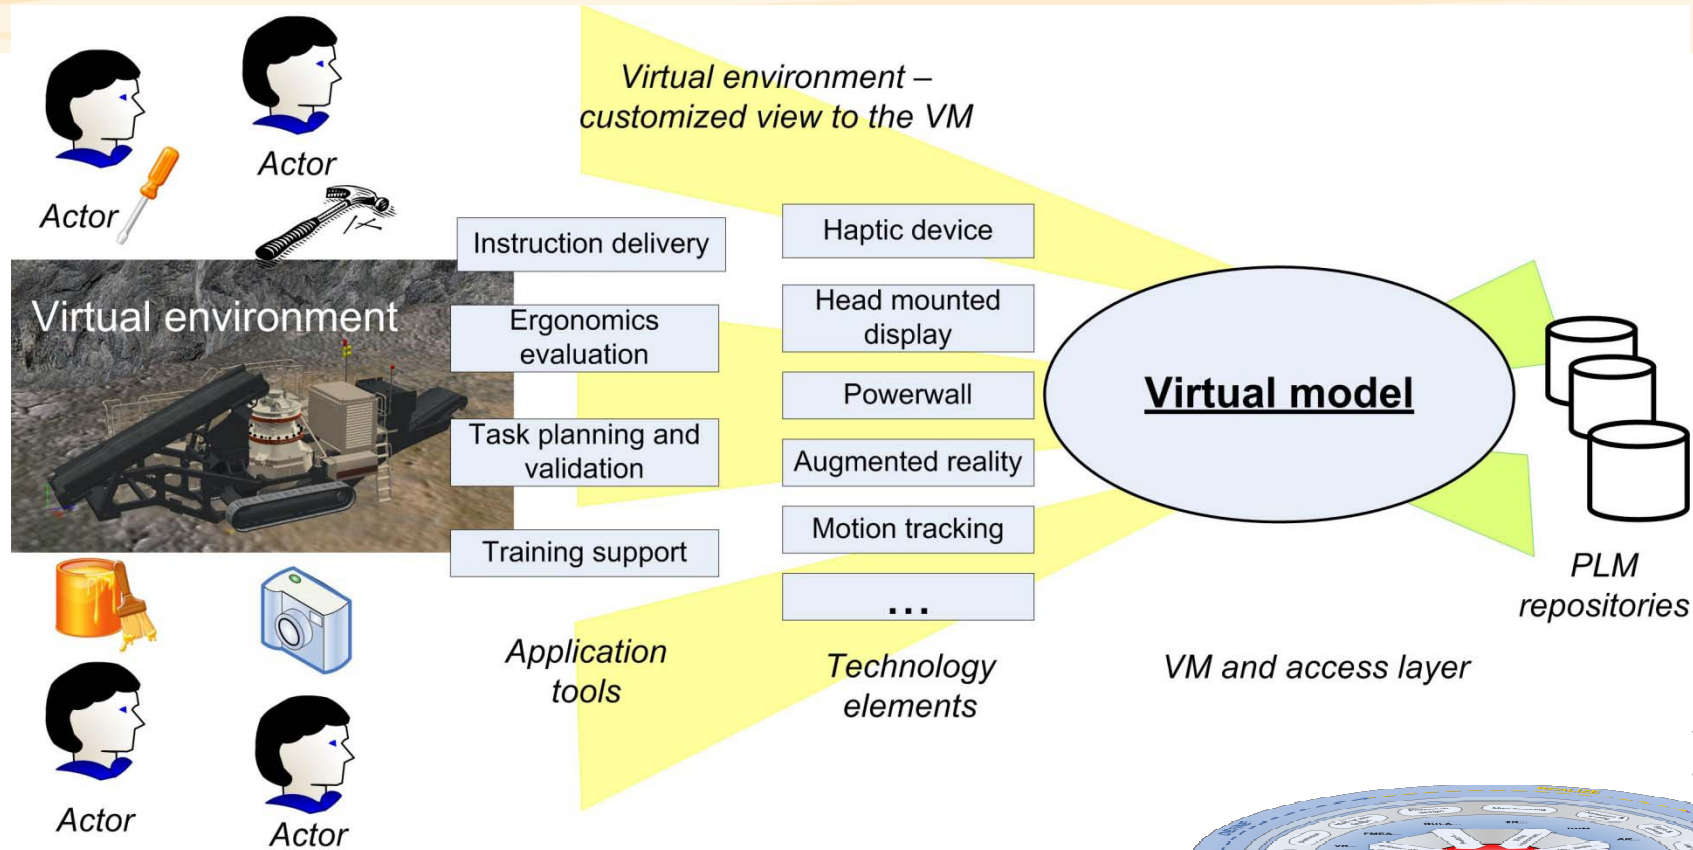 Virtual environment –
customized view to the VM
Actor
Actor
Virtual environment
Instruction delivery
Ergonomics
evaluation
Task planning and
validation
Training support
Application
tools
Haptic device
Head mounted
display
Powerwall
Augmented reality
Motion tracking
...
Technology
elements
Virtual model
VM and access layer
PLM
repositories
Actor
Actor